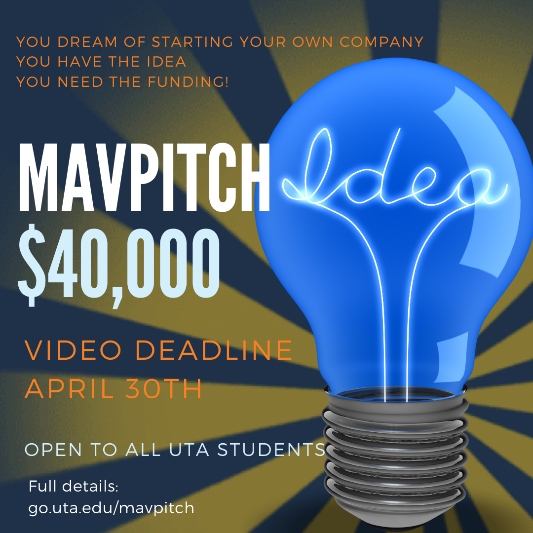 YOU DREAM OF STARTING YOUR OWN COMPANY
YOU HAVE THE IDEA
YOU NEED THE FUNDING!
MAVPITCH
Idea
$40,000
VIDEO DEADLINE
APRIL 30TH
OPEN TO ALL UTA STUDENTS
Full details:
go.uta.edu/mavpitch